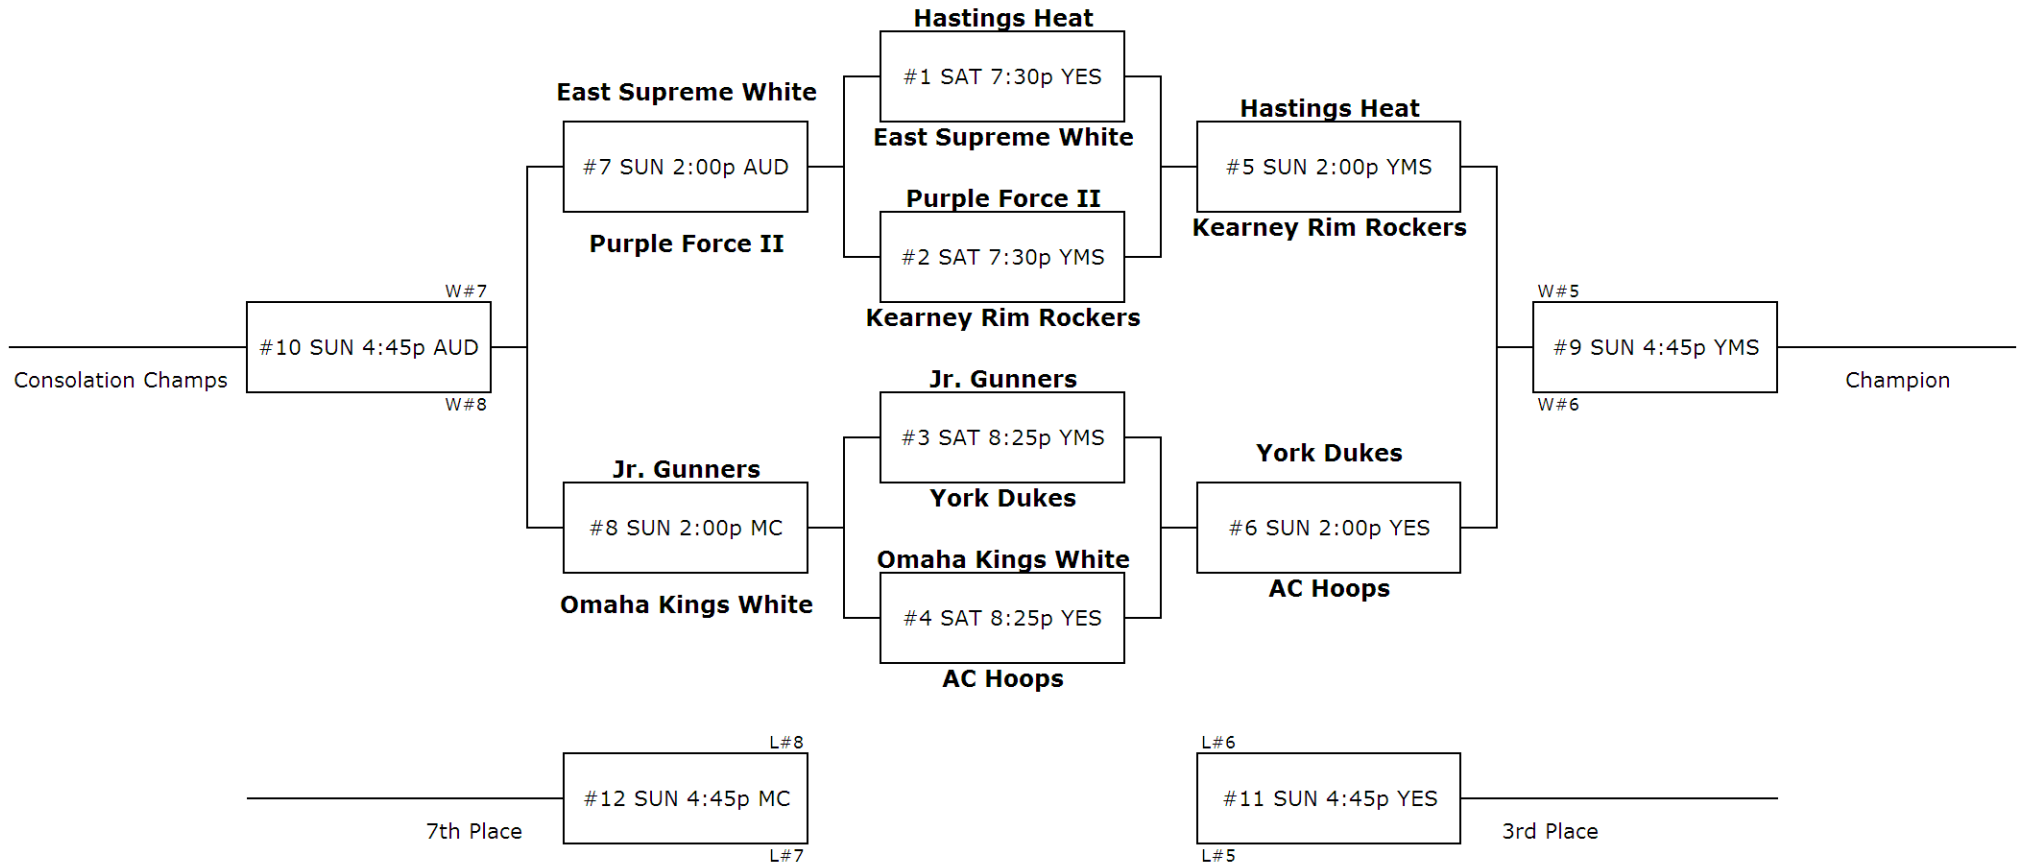 Hastings Heat
#1 SAT 7:30p YES
East Supreme White
East Supreme White
#7 SUN 2:00p AUD
Purple Force II
Hastings Heat
#5 SUN 2:00p YMS
Kearney Rim Rockers
Purple Force II
#2 SAT 7:30p YMS
Kearney Rim Rockers
W#7
#10 SUN 4:45p AUD
W#8
Consolation Champs
W#5
#9 SUN 4:45p YMS
W#6
Champion
Jr. Gunners
#3 SAT 8:25p YMS
York Dukes
Jr. Gunners
#8 SUN 2:00p MC
Omaha Kings White
York Dukes
#6 SUN 2:00p YES
AC Hoops
Omaha Kings White
#4 SAT 8:25p YES
AC Hoops
L#8
#12 SUN 4:45p MC
L#7
7th Place
L#6
#11 SUN 4:45p YES
L#5
3rd Place